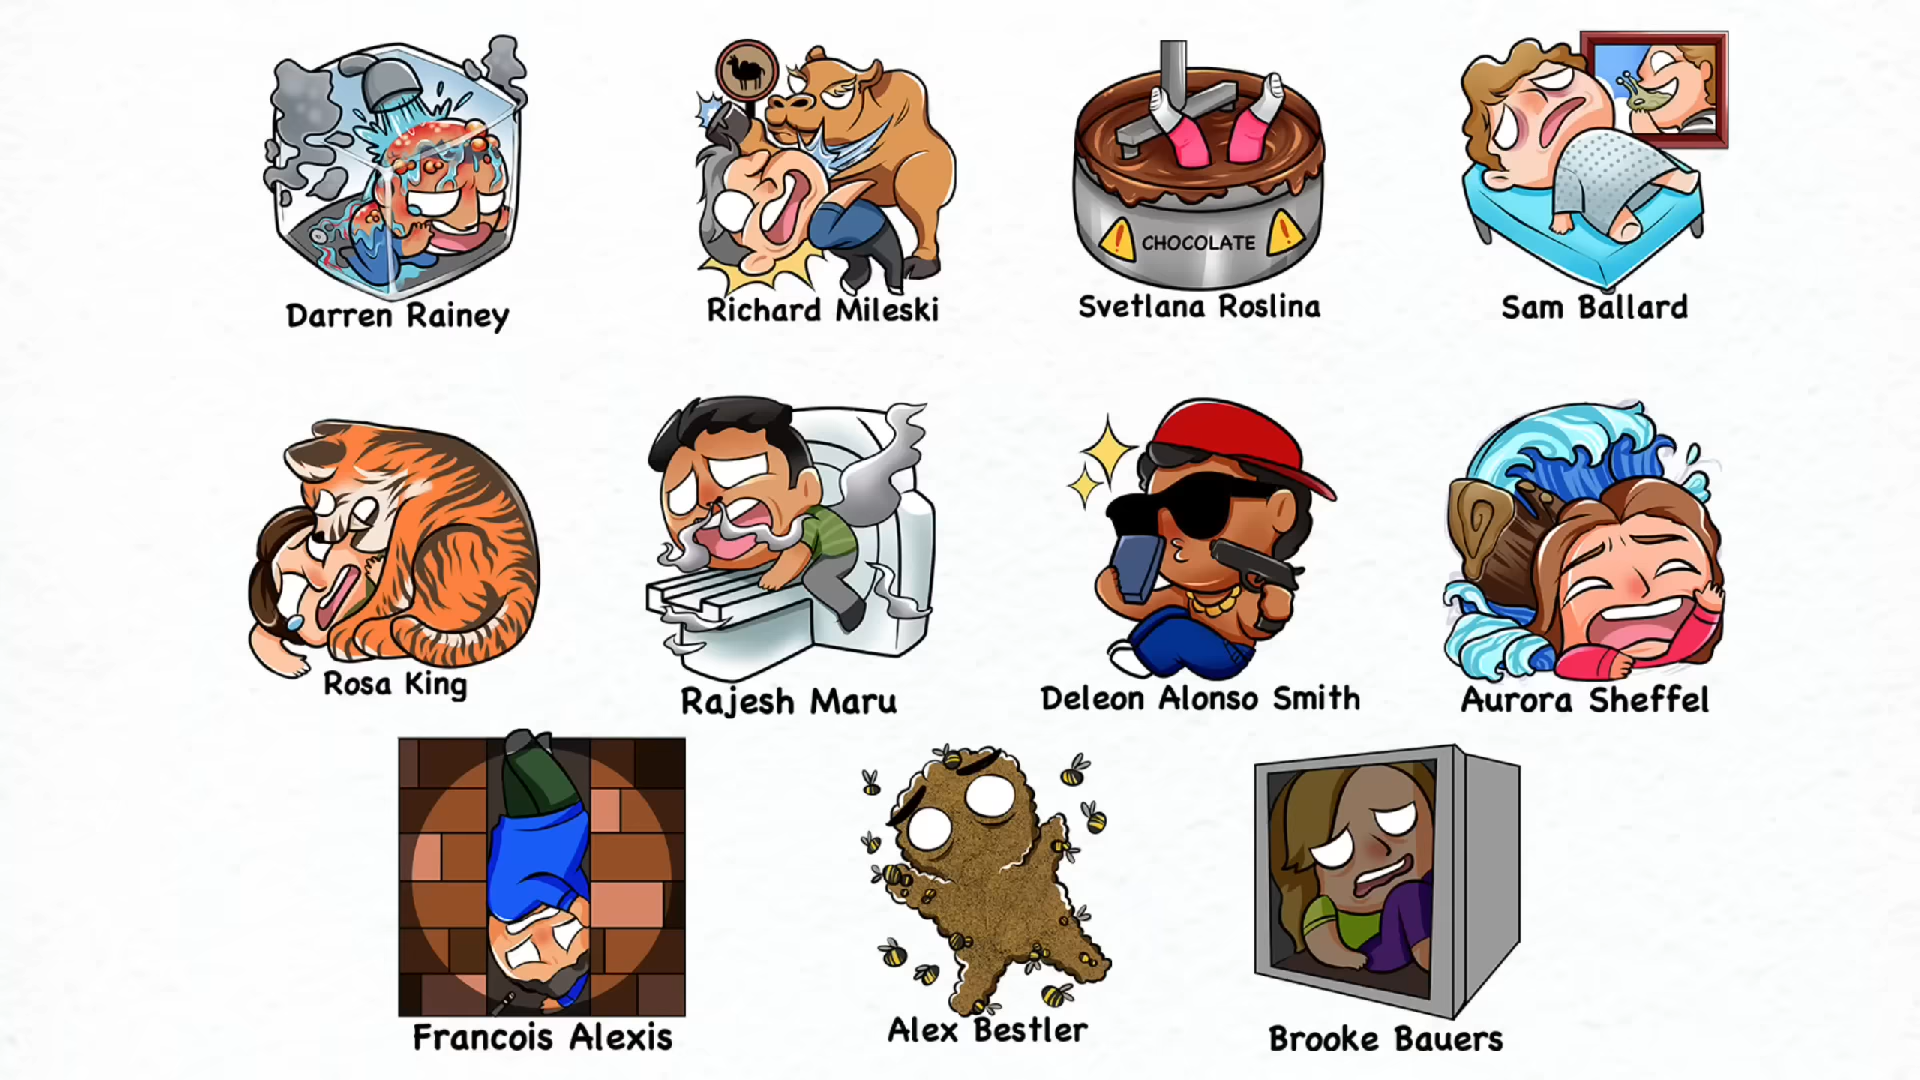 Darren Rainey
Richard Mileski
CHOCOLATE
Svetlana Roslina
Sam Ballard
Rosa King
Rajesh Maru
Deleon Alonso Smith
Aurora Sheffel
Francois Alexis
Alex Bestler
Brooke Bauers